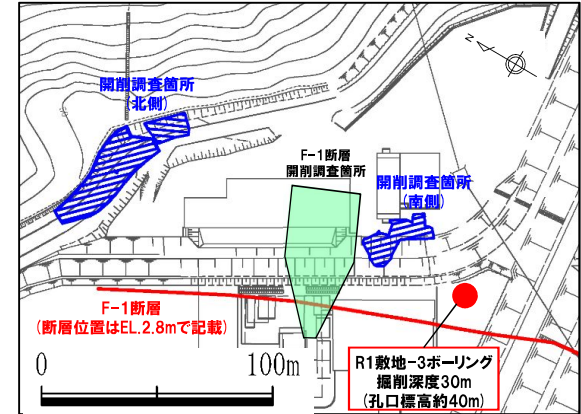 開削調査箇所
(北側)
N
F-1断層
開削調査箇所
開削調査箇所
(南側)
F-1断層
(断層位置はEL.2.8mで記載)
0
100m
R1敷地-3ボーリング
掘削深度30m
(孔口標高約40m)